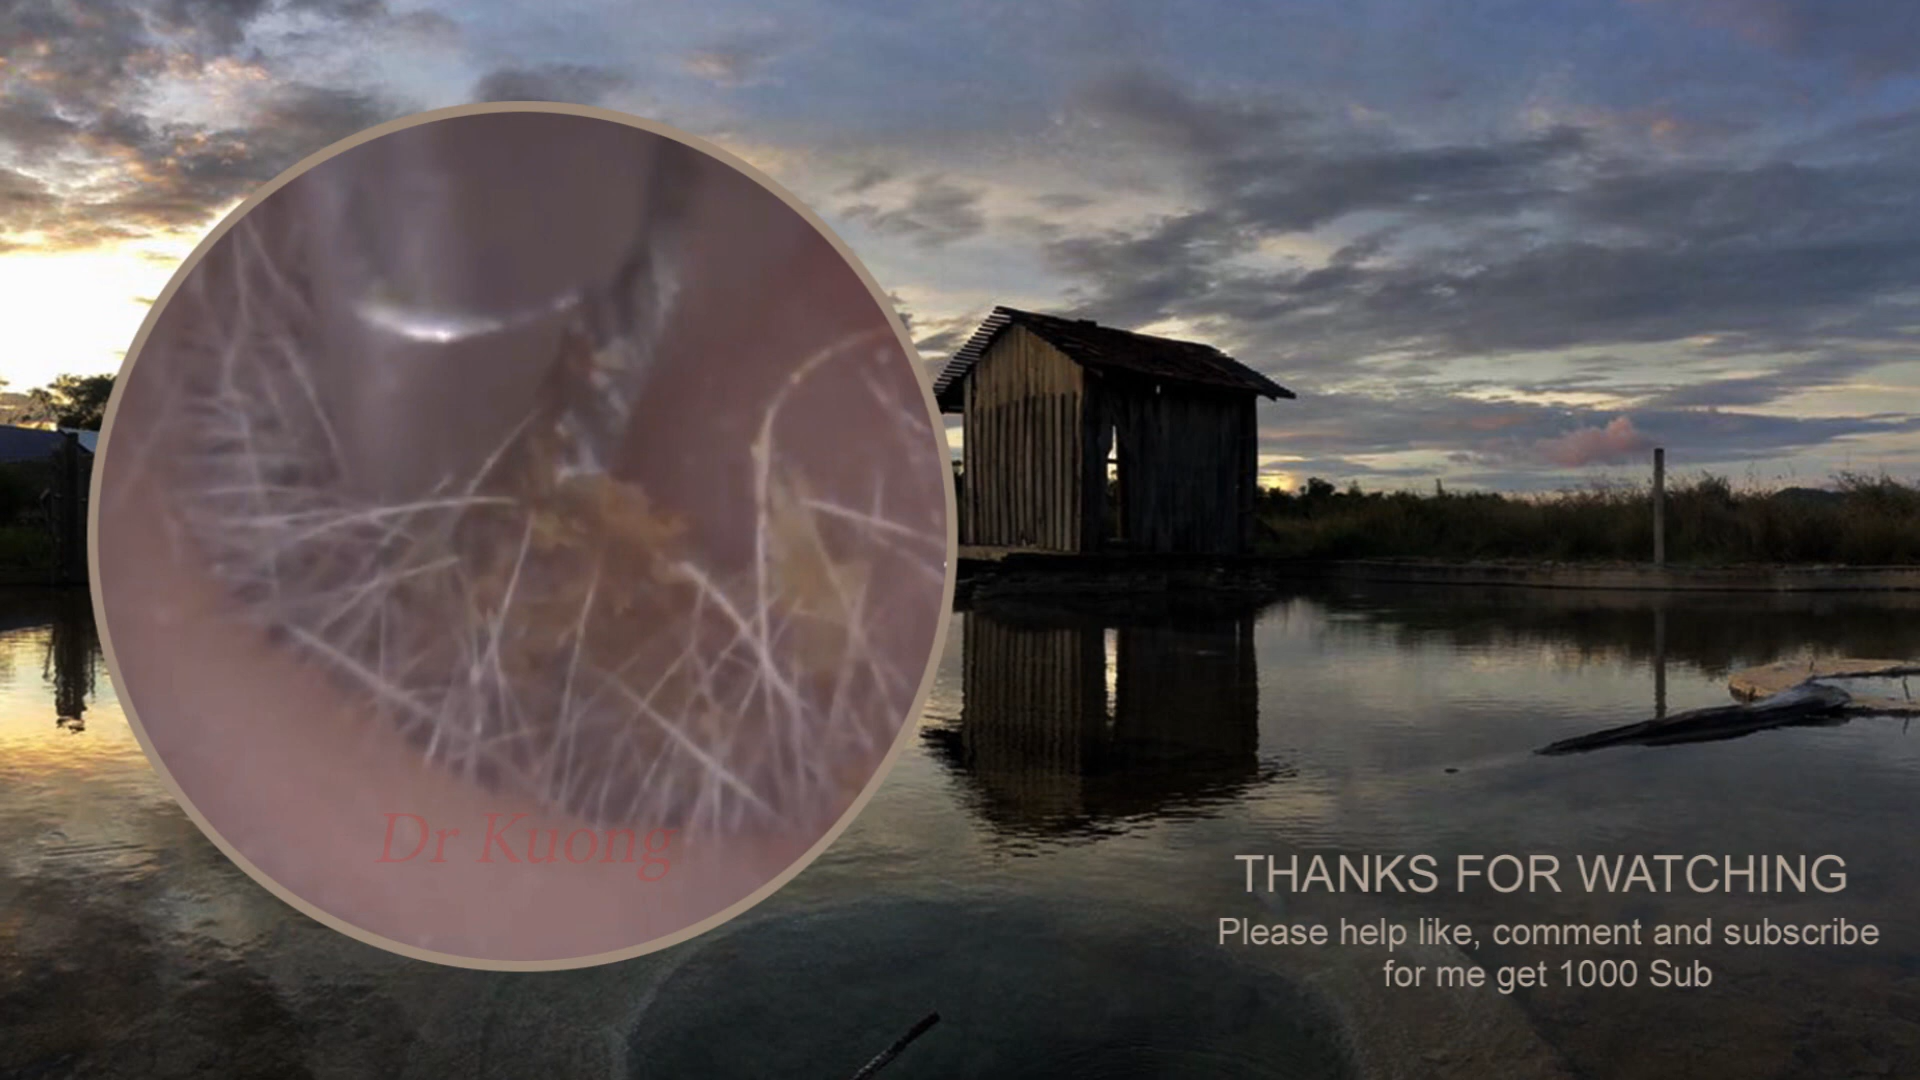 Dr Kuong
THANKS FOR WATCHING
Please help like, comment and subscribe
for me get 1000 Sub